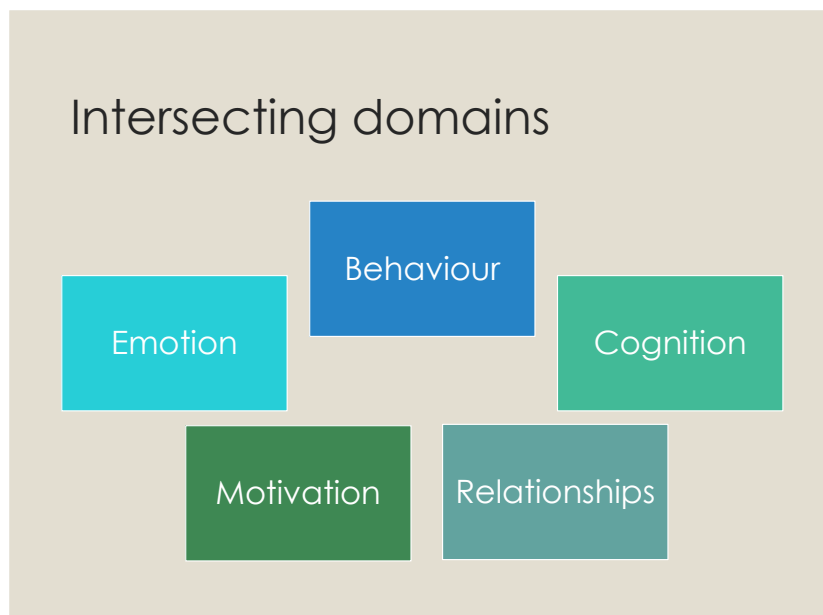 Intersecting domains
Behaviour
Emotion
Cognition
Motivation
Relationships